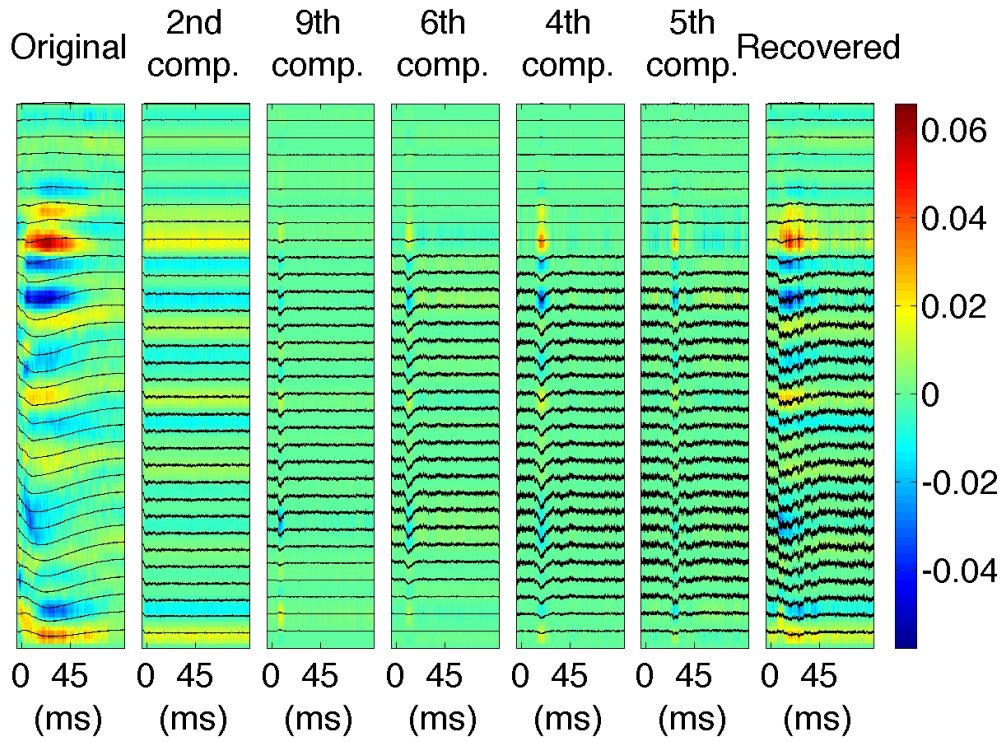 Original
2nd comp.
9th comp.
6th comp.
4th comp.
5th comp.
Recovered
0.06
0.04
0.02
0
-0.02
-0.04
0 45
(ms)
0 45
(ms)
0 45
(ms)
0 45
(ms)
0 45
(ms)
0 45
(ms)
0 45
(ms)